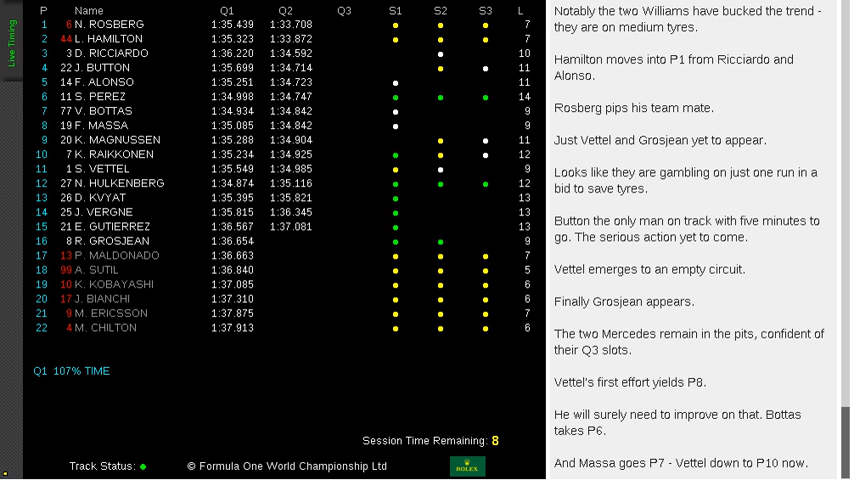 Live Timing
P Name Q1 Q2 Q3 S1 S2 S3 L
1 6 N. ROSBERG 1:35.439 1:33.708 7
2 44 L. HAMILTON 1:35.323 1:33.872 7
3 3 D. RICCIARDO 1:36.220 1:34.592 10
4 22 J. BUTTON 1:35.699 1:34.714 11
5 14 F. ALONSO 1:35.251 1:34.723 11
6 11 S. PEREZ 1:34.998 1:34.747 14
7 77 V. BOTTAS 1:34.934 1:34.842 9
8 19 F. MASSA 1:35.085 1:34.842 9
9 20 K. MAGNUSSEN 1:35.288 1:34.904 11
10 7 K. RAIKKONEN 1:35.234 1:34.925 12
11 1 S. VETTEL 1:35.549 1:34.985 9
12 27 N. HULKENBERG 1:34.874 1:35.116 12
13 26 D. KVYAT 1:35.395 1:35.821 13
14 25 J. VERGNE 1:35.815 1:36.345 13
15 21 E. GUTIERREZ 1:36.567 1:37.081 13
16 8 R. GROSJEAN 1:36.654 9
17 13 P. MALDONADO 1:36.663 7
18 99 A. SUTIL 1:36.840 5
19 10 K. KOBAYASHI 1:37.085 6
20 17 J. BIANCHI 1:37.310 6
21 9 M. ERICSSON 1:37.875 7
22 4 M. CHILTON 1:37.913 6
Q1 107% TIME
Session Time Remaining: 8
Track Status: © Formula One World Championship Ltd
ROLEX
Notably the two Williams have bucked the trend -
they are on medium tyres.
Hamilton moves into P1 from Ricciardo and
Alonso.
Rosberg pips his team mate.
Just Vettel and Grosjean yet to appear.
Looks like they are gambling on just one run in a
bid to save tyres.
Button the only man on track with five minutes to
go. The serious action yet to come.
Vettel emerges to an empty circuit.
Finally Grosjean appears.
The two Mercedes remain in the pits, confident of
their Q3 slots.
Vettel's first effort yields P8.
He will surely need to improve on that. Bottas
takes P6.
And Massa goes P7 - Vettel down to P10 now.